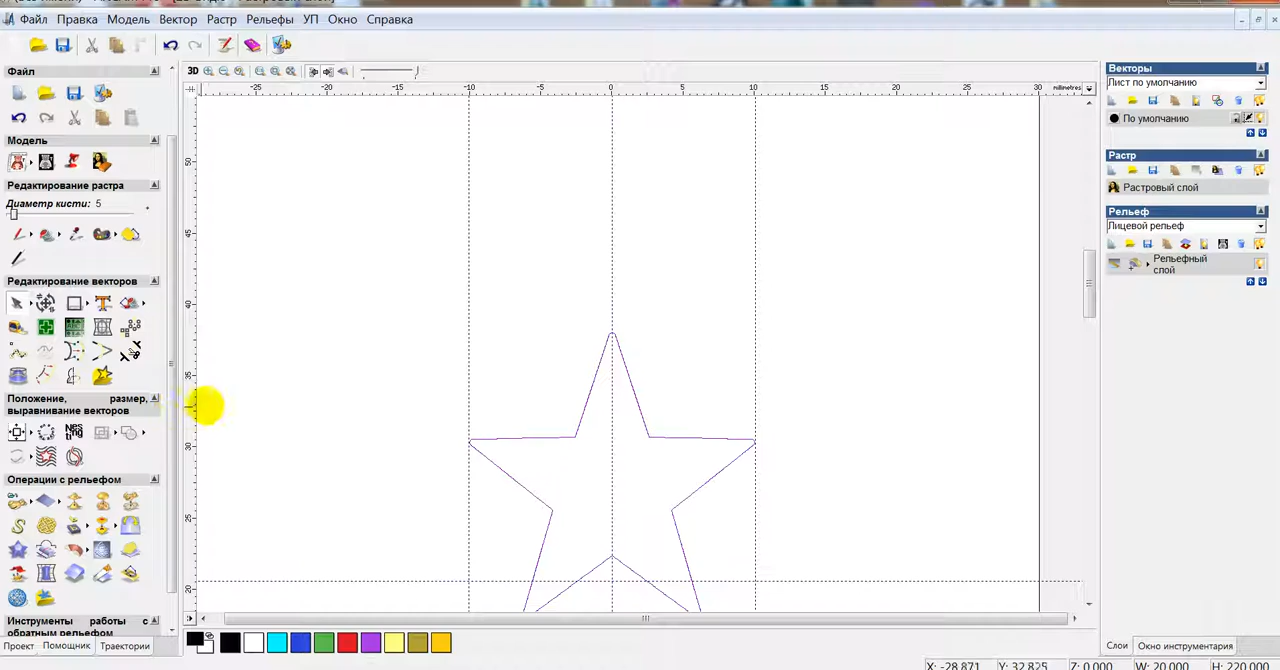 Файл Правка Модель Вектор Растр Рельефы УП Окно Справка
Файл
3D
-25 -20 -15 -10 -5 0 5 10 15 20 25 30 millimetres
Модель
Редактирование растра
Диаметр кисти: 5
Редактирование векторов
Положение, размер,
выравнивание векторов
Nes
ting
Операции с рельефом
Инструменты работы с
обратным рельефом
Проект Помощник Траектории
50
45
40
35
30
25
20
Векторы
Лист по умолчанию
По умолчанию
Растр
Растровый слой
Рельеф
Лицевой рельеф
Рельефный
слой
Слои Окно инструментария
X: -28.871 Y: 32.825 Z: 0.000 W: 20.000 H: 220.000